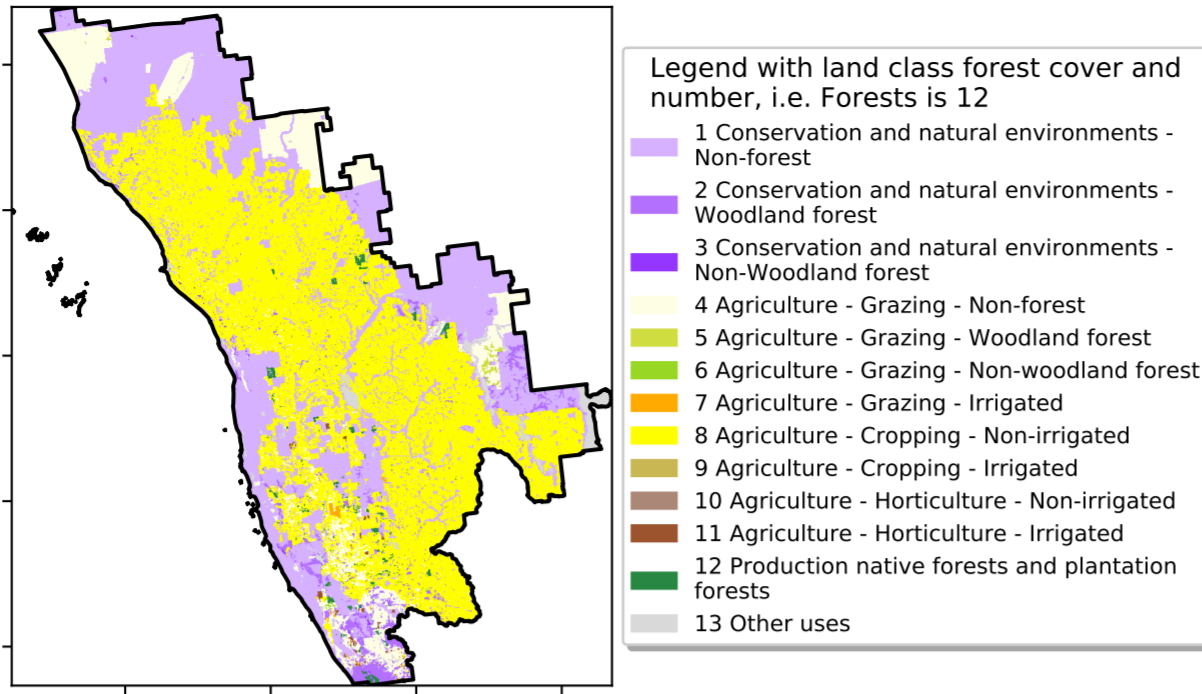 Legend with land class forest cover and
number, i.e. Forests is 12
1 Conservation and natural environments -
Non-forest
2 Conservation and natural environments -
Woodland forest
3 Conservation and natural environments -
Non-Woodland forest
4 Agriculture - Grazing - Non-forest
5 Agriculture - Grazing - Woodland forest
6 Agriculture - Grazing - Non-woodland forest
7 Agriculture - Grazing - Irrigated
8 Agriculture - Cropping - Non-irrigated
9 Agriculture - Cropping - Irrigated
10 Agriculture - Horticulture - Non-irrigated
11 Agriculture - Horticulture - Irrigated
12 Production native forests and plantation
forests
13 Other uses